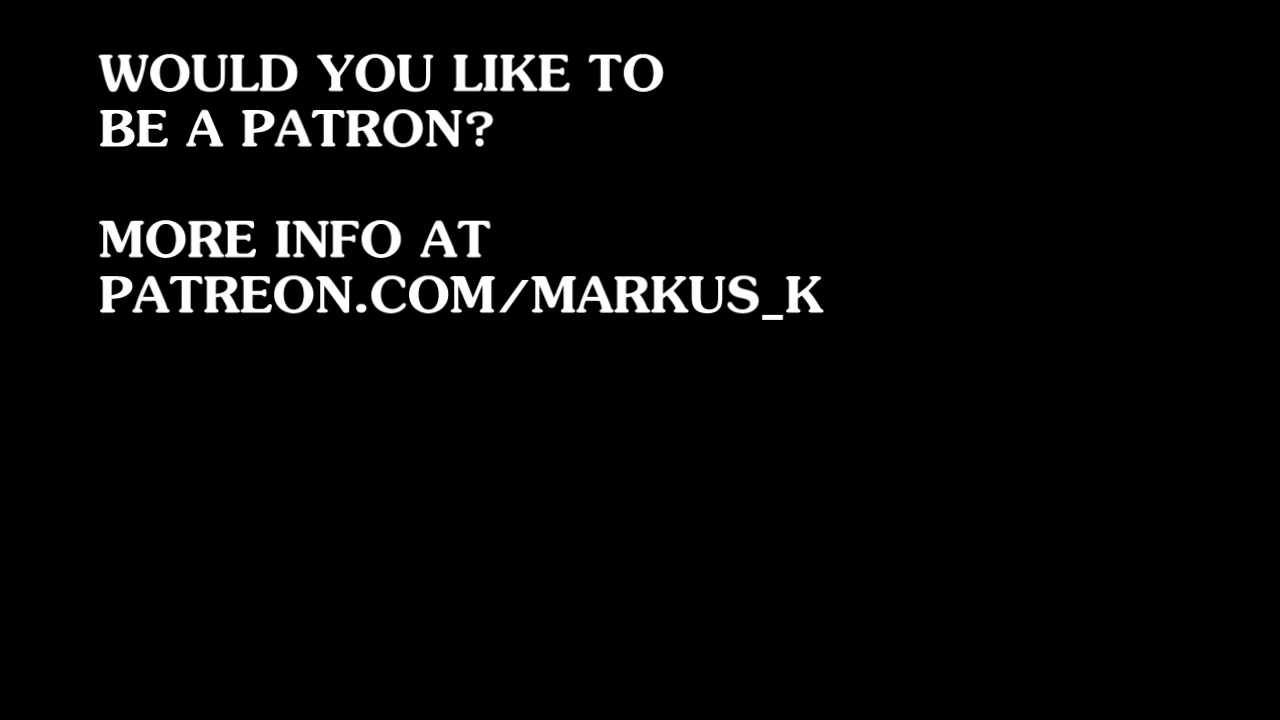 WOULD YOU LIKE TO
BE A PATRON?
MORE INFO AT
PATREON.COM/MARKUS_K